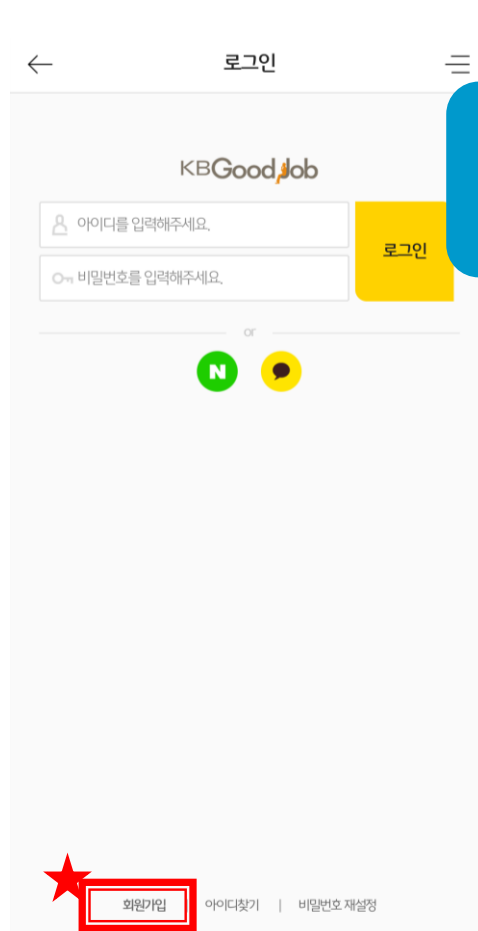 로그인
KBGoodJob
아이디를 입력해주세요.
비밀번호를 입력해주세요.
로그인
or
N
회원가입 아이디찾기 | 비밀번호 재설정